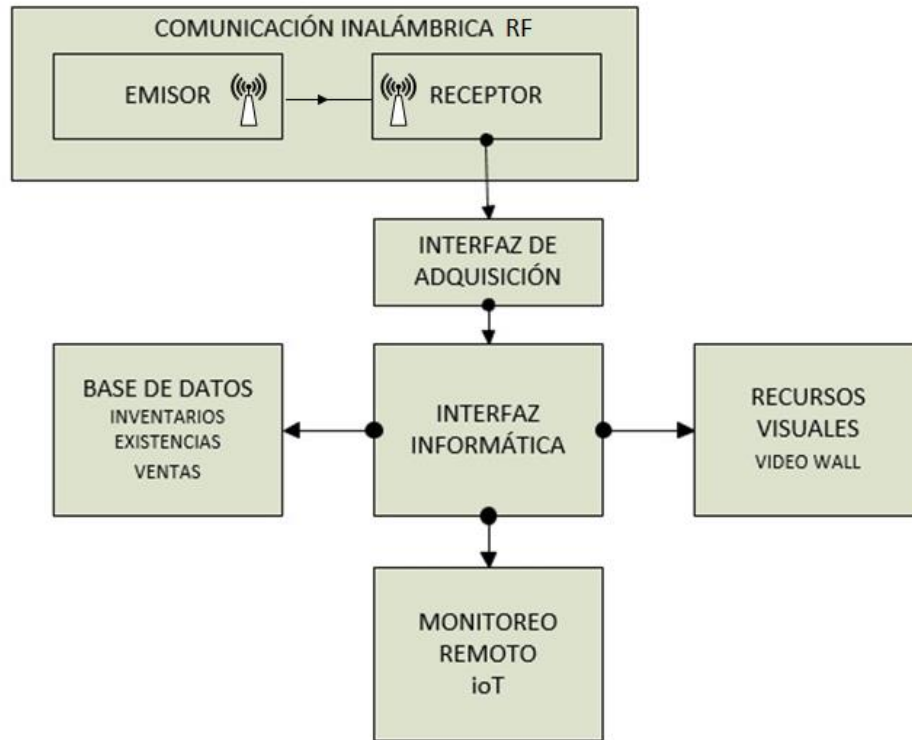 COMUNICACIÓN INALÁMBRICA RF
EMISOR
RECEPTOR
INTERFAZ DE
ADQUISICIÓN
BASE DE DATOS
INVENTARIOS
EXISTENCIAS
VENTAS
INTERFAZ
INFORMÁTICA
RECURSOS
VISUALES
VIDEO WALL
MONITOREO
REMOTO
ioT